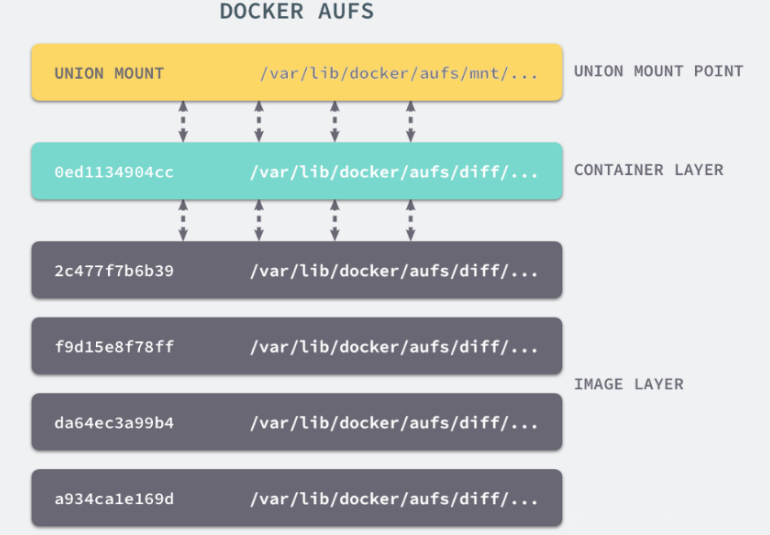 DOCKER AUFS
UNION MOUNT /var/lib/docker/aufs/mnt/... UNION MOUNT POINT
0ed1134904cc /var/lib/docker/aufs/diff/... CONTAINER LAYER
2c477f7b6b39 /var/lib/docker/aufs/diff/...
f9d15e8f78ff /var/lib/docker/aufs/diff/...
IMAGE LAYER
da64ec3a99b4 /var/lib/docker/aufs/diff/...
a934ca1e169d /var/lib/docker/aufs/diff/...